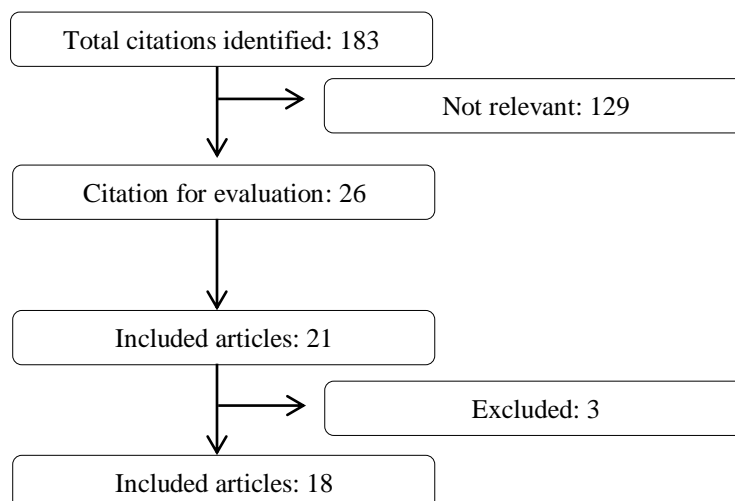 Total citations identified: 183
Not relevant: 129
Citation for evaluation: 26
Included articles: 21
Excluded: 3
Included articles: 18